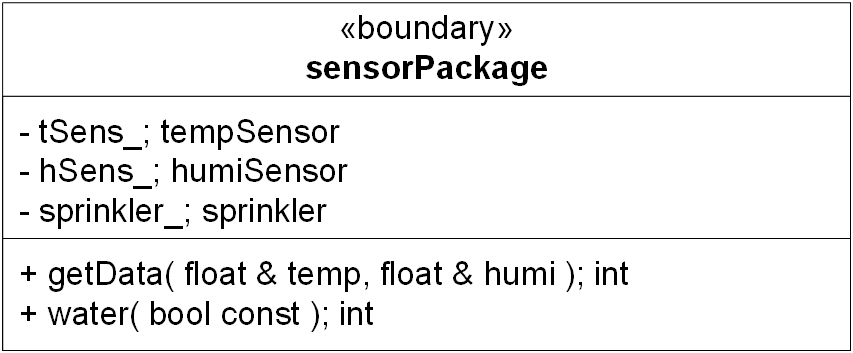 «boundary»
sensorPackage
- tSens_; tempSensor
- hSens_; humiSensor
- sprinkler_; sprinkler
+ getData( float & temp, float & humi ); int
+ water( bool const ); int